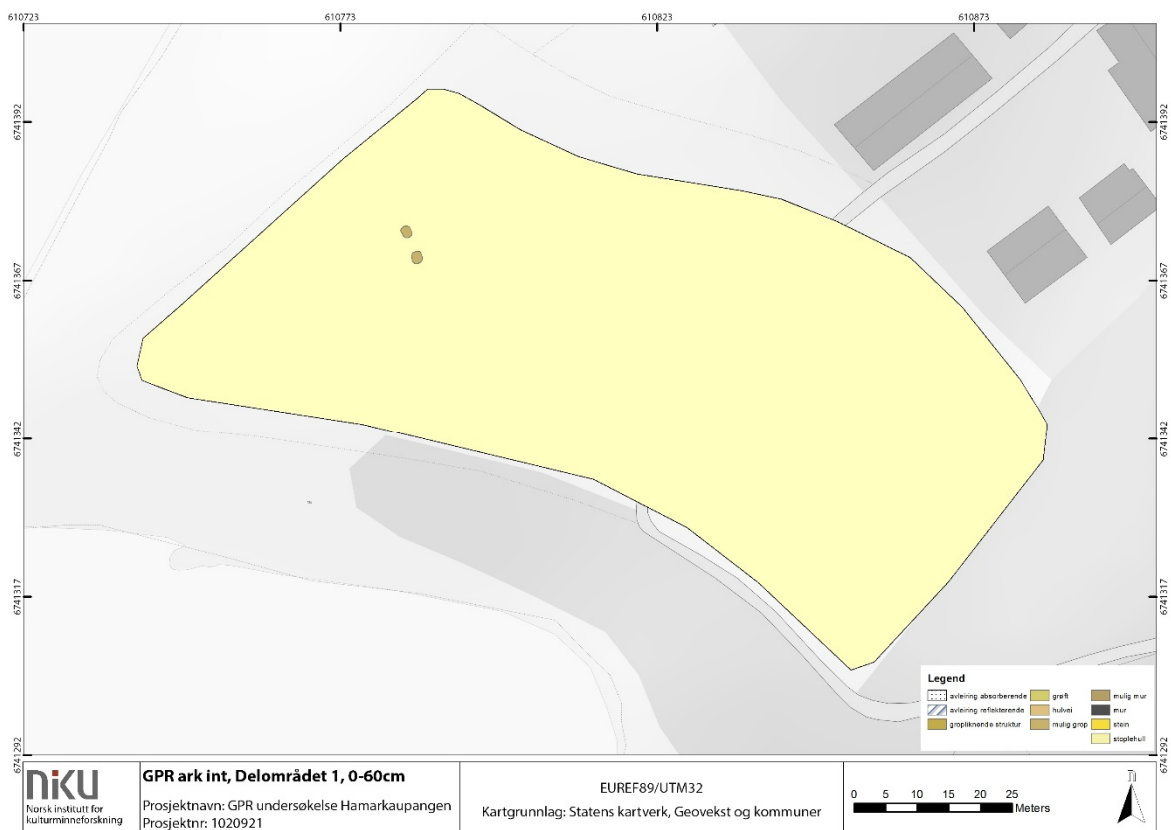 610723 610773 610823 610873
6741392 6741392
6741367 6741367
6741342 6741342
6741317 6741317
6741292 6741292
Legend
avleiring absorberende grøft mulig mur
avleiring reflekterende hulvei mur
gropliknende struktur mulig grop stein
stoplehull
niku
Norsk institutt for
kulturminneforskning
GPR ark int, Delområdet 1, 0-60cm
Prosjektnavn: GPR undersøkelse Hamarkaupangen
Prosjektnr: 1020921
EUREF89/UTM32
Kartgrunnlag: Statens kartverk, Geovekst og kommuner
0 5 10 15 20 25
Meters